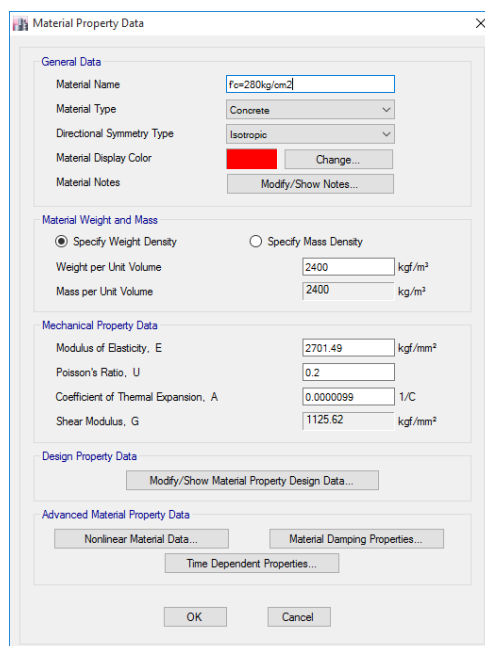 Material Property Data
General Data
Material Name f'c=280kg/cm2
Material Type Concrete
Directional Symmetry Type Isotropic
Material Display Color Change...
Material Notes Modify/Show Notes...
Material Weight and Mass
Specify Weight Density Specify Mass Density
Weight per Unit Volume 2400 kgf/m³
Mass per Unit Volume 2400 kg/m³
Mechanical Property Data
Modulus of Elasticity, E 2701.49 kgf/mm²
Poisson's Ratio, U 0.2
Coefficient of Thermal Expansion, A 0.0000099 1/C
Shear Modulus, G 1125.62 kgf/mm²
Design Property Data
Modify/Show Material Property Design Data...
Advanced Material Property Data
Nonlinear Material Data... Material Damping Properties...
Time Dependent Properties...
OK Cancel